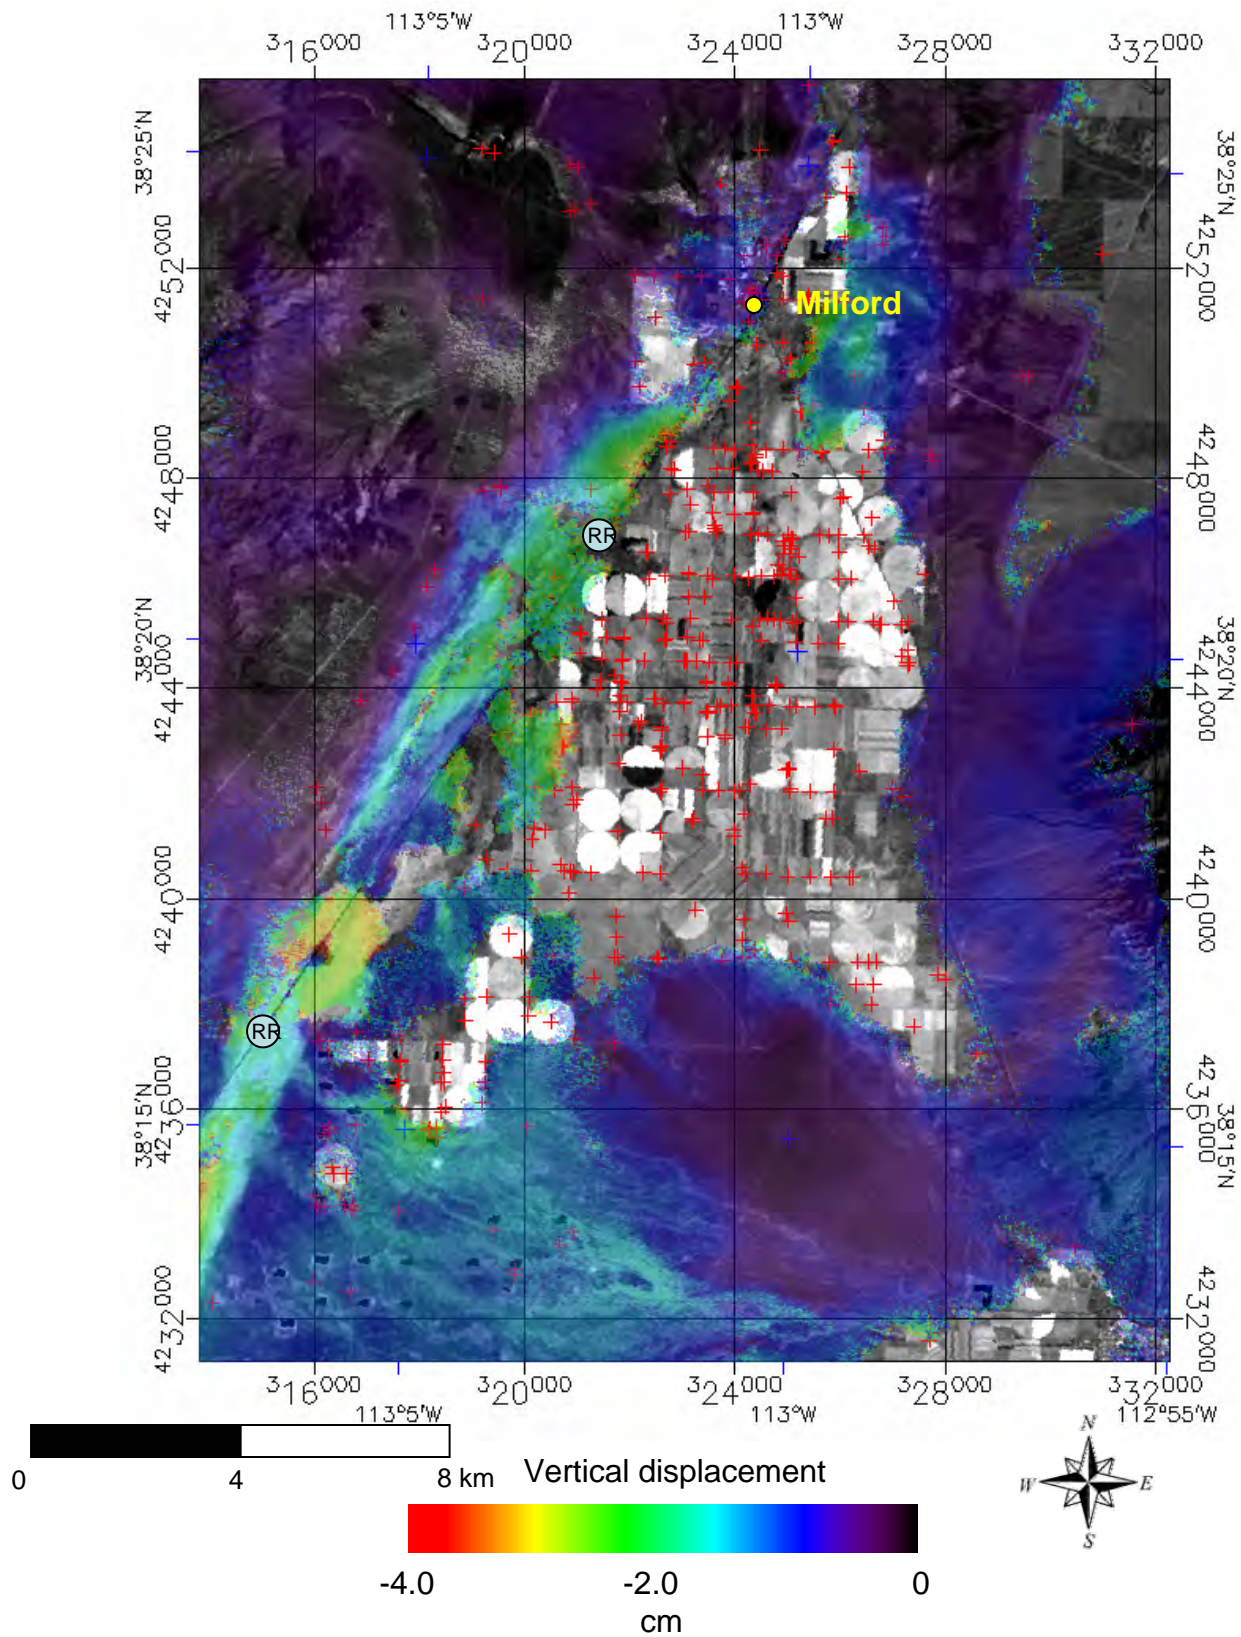 113°5'W 113°W
316000 320000 324000 328000 332000
38°25'N
38°25'N
4252000
4252000
Milford
4248000
4248000
RR
38°20'N
38°20'N
4244000
4244000
4240000
4240000
RR
38°15'N
38°15'N
4236000
4236000
4232000
4232000
316000 320000 324000 328000 332000
113°5'W 113°W 112°55'W
N
W E
S
0 4 8 km
Vertical displacement
-4.0 -2.0 0
cm